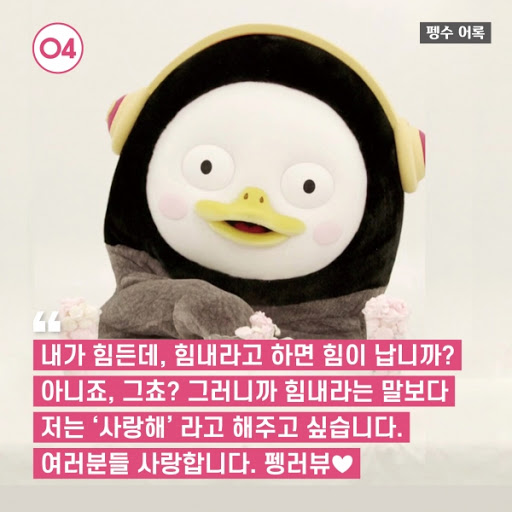 04
펭수 어록
내가 힘든데, 힘내라고 하면 힘이 납니까?
아니죠, 그쵸? 그러니까 힘내라는 말보다
저는 ‘사랑해’ 라고 해주고 싶습니다.
여러분들 사랑합니다. 펭러뷰♥